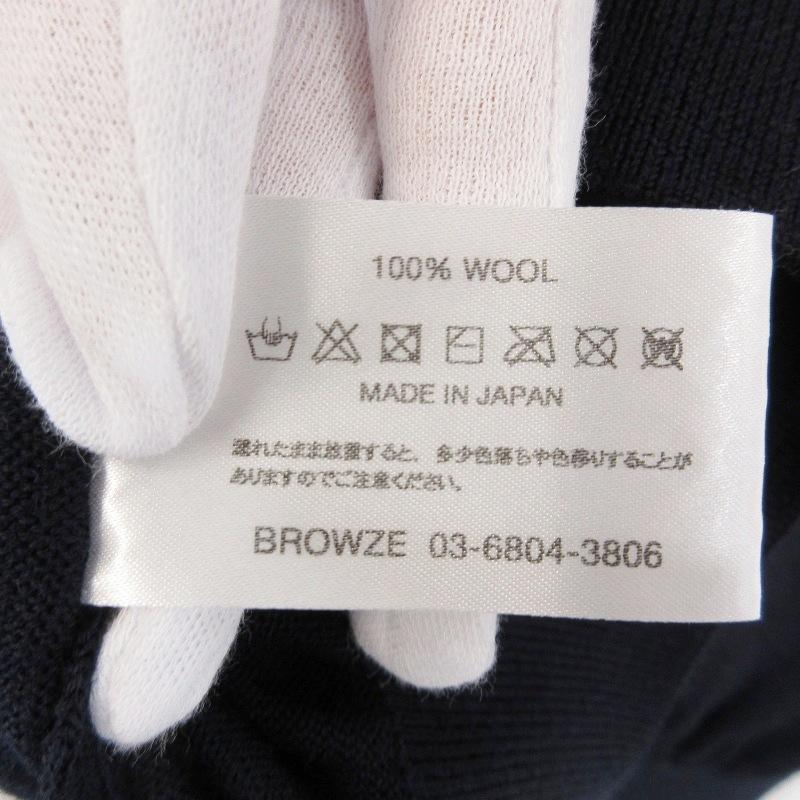 100% WOOL
MADE IN JAPAN
濡れたまま放置すると、多少色落ちや色移りすることが
ありますのでご注意ください。
BROWZE 03-6804-3806